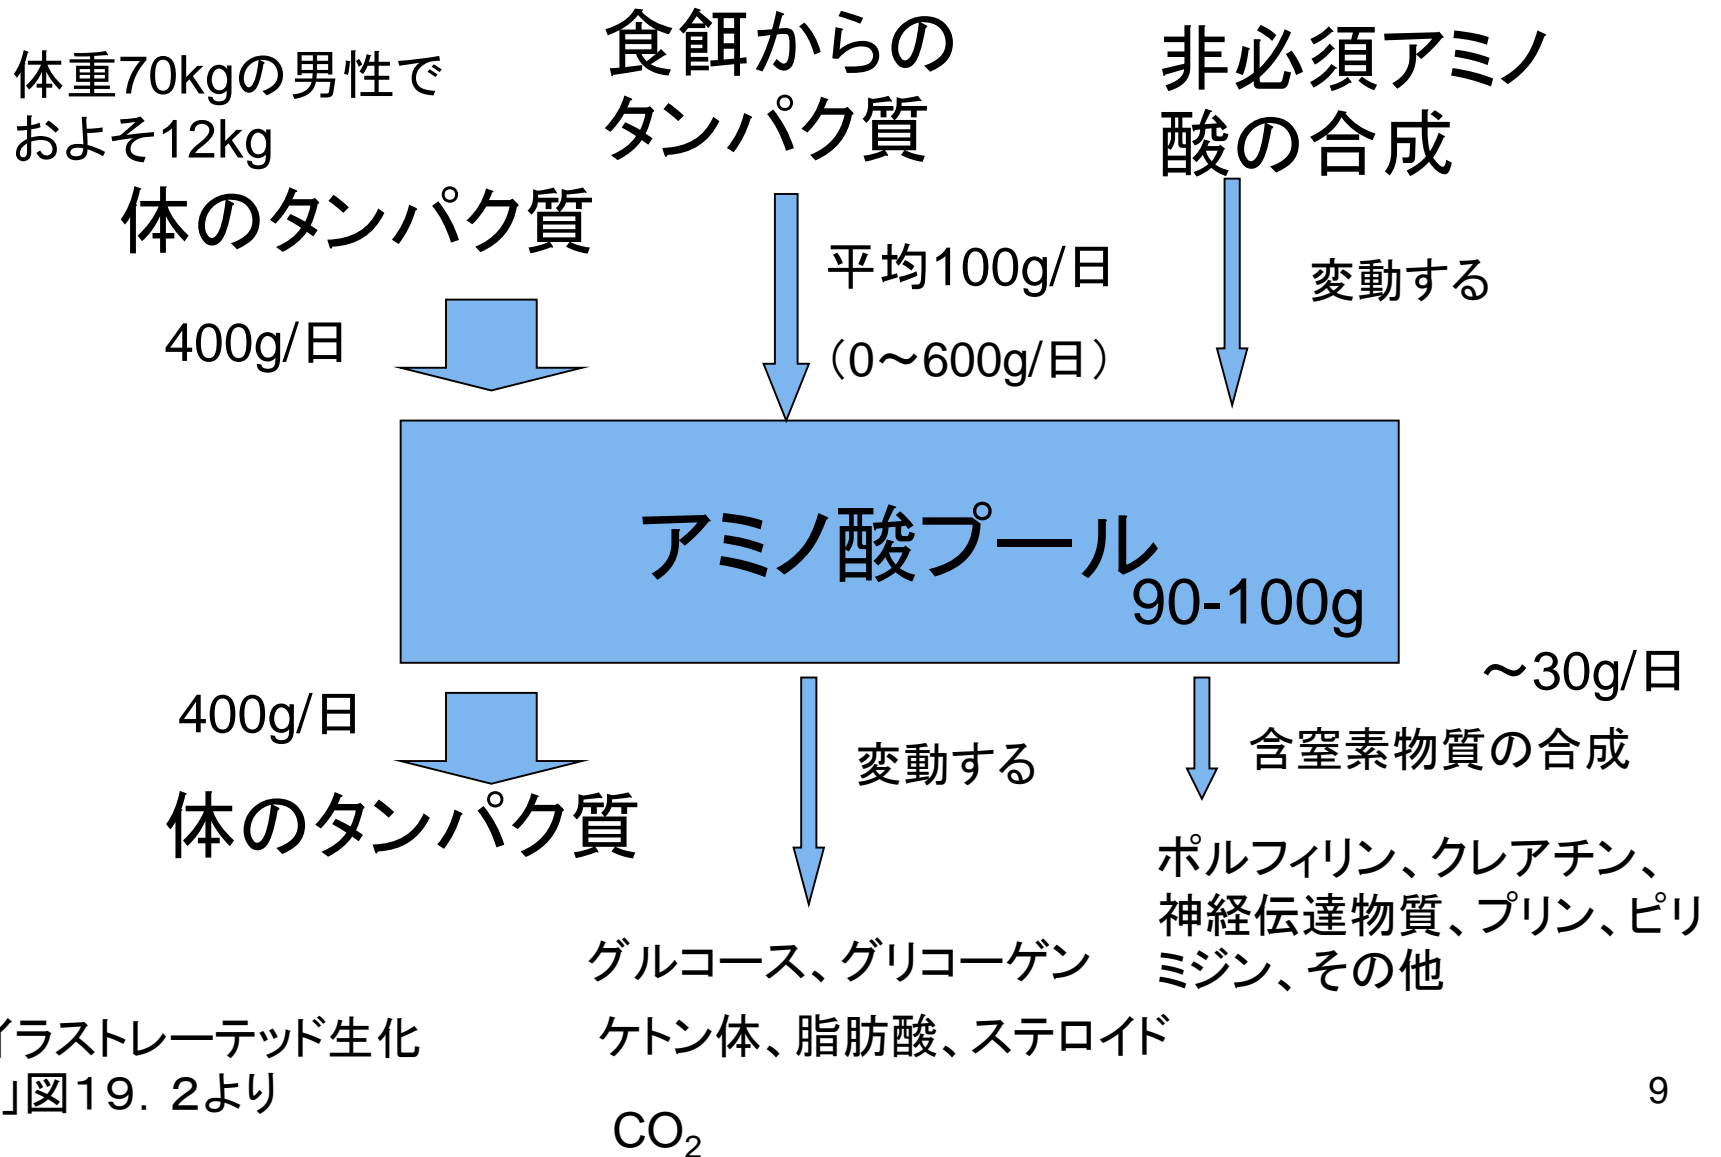 体重70kgの男性で
およそ12kg
体のタンパク質
400g/日
食餌からの
タンパク質
平均100g/日
（0～600g/日）
非必須アミノ
酸の合成
変動する
アミノ酸プール
90-100g
400g/日
体のタンパク質
変動する
グルコース、グリコーゲン
ケトン体、脂肪酸、ステロイド
CO₂
～30g/日
含窒素物質の合成
ポルフィリン、クレアチン、
神経伝達物質、プリン、ピリ
ミジン、その他
イラストレーテッド生化
」図１９．２より
9